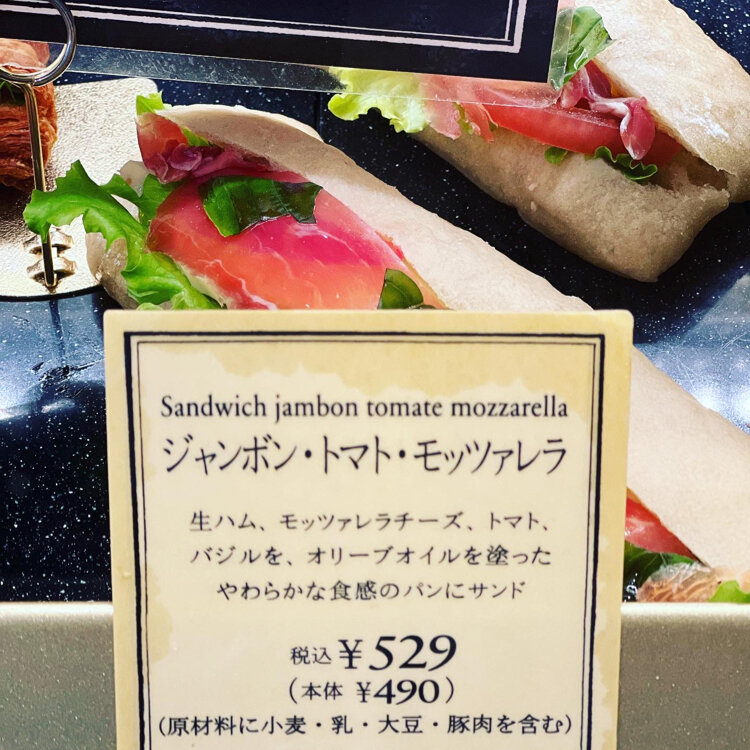 Sandwich jambon tomate mozzarella
ジャンボン・トマト・モッツァレラ
生ハム、モッツァレラチーズ、トマト、
バジルを、オリーブオイルを塗った
やわらかな食感のパンにサンド
税込 ¥529
(本体 ¥490)
(原材料に小麦・乳・大豆・豚肉を含む)